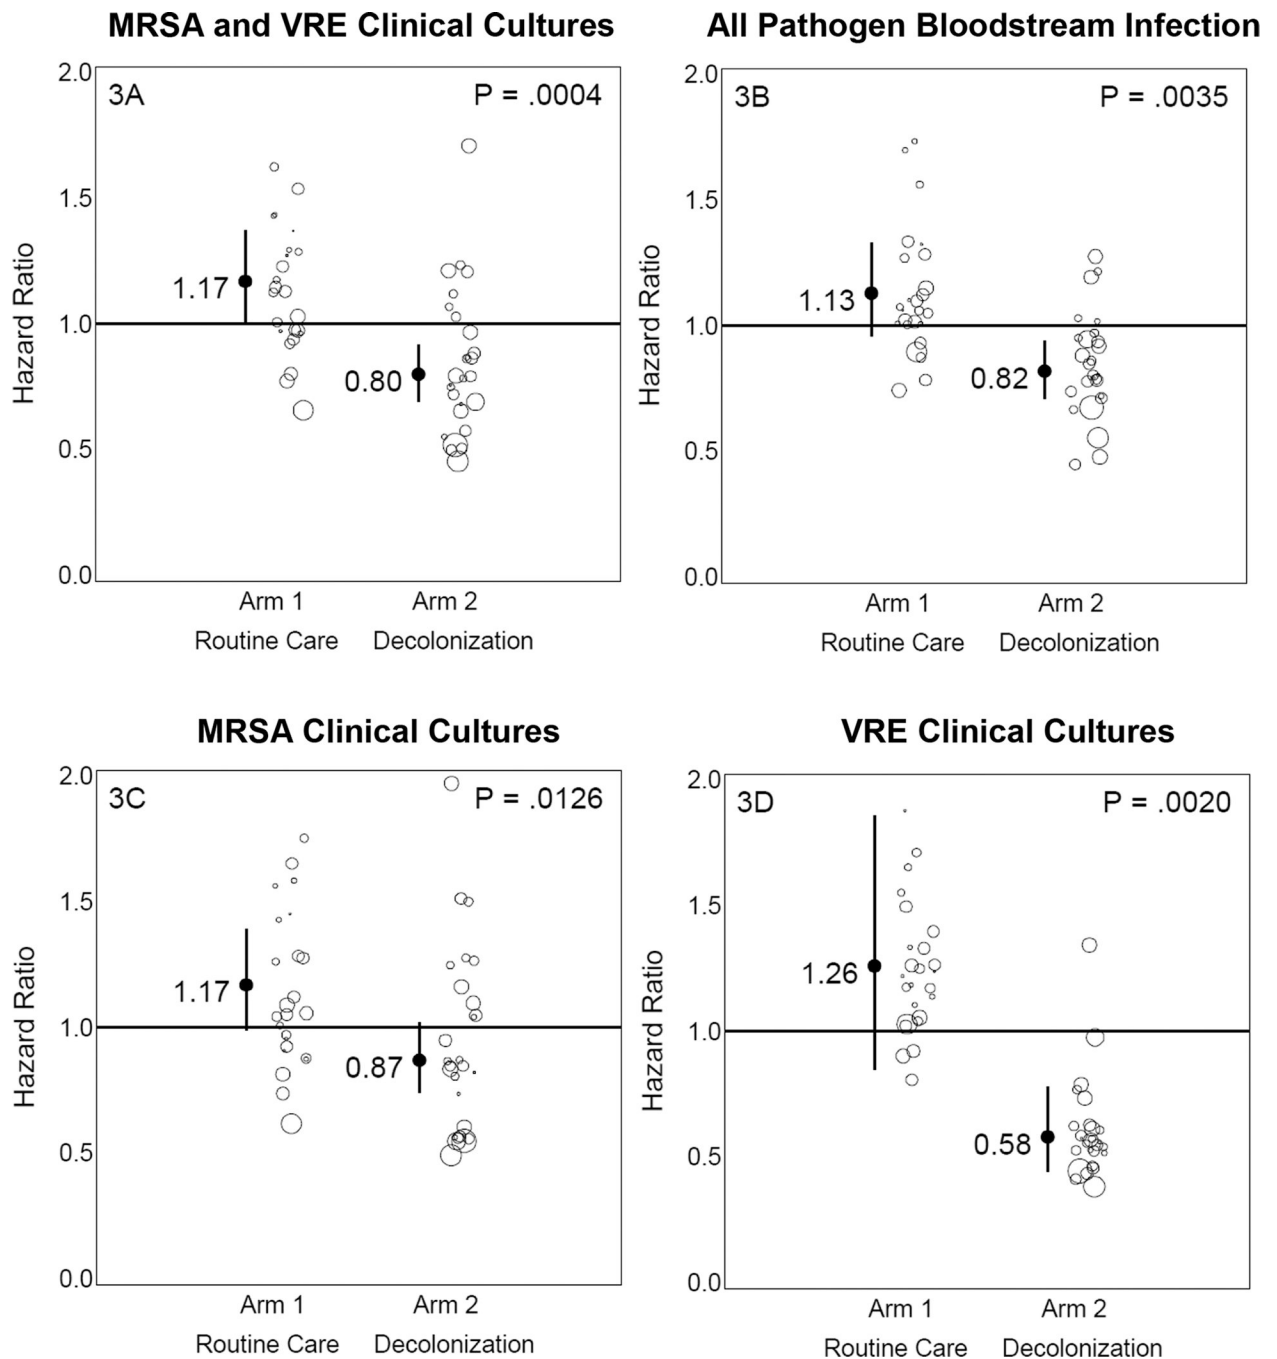 MRSA and VRE Clinical Cultures
3A
P = .0004
Hazard Ratio
2.0
1.5
1.0
0.5
0.0
1.17
0.80
Arm 1
Arm 2
Routine Care
Decolonization
All Pathogen Bloodstream Infection
3B
P = .0035
Hazard Ratio
2.0
1.5
1.0
0.5
0.0
1.13
0.82
Arm 1
Arm 2
Routine Care
Decolonization
MRSA Clinical Cultures
3C
P = .0126
Hazard Ratio
2.0
1.5
1.0
0.5
0.0
1.17
0.87
Arm 1
Arm 2
Routine Care
Decolonization
VRE Clinical Cultures
3D
P = .0020
Hazard Ratio
2.0
1.5
1.0
0.5
0.0
1.26
0.58
Arm 1
Arm 2
Routine Care
Decolonization